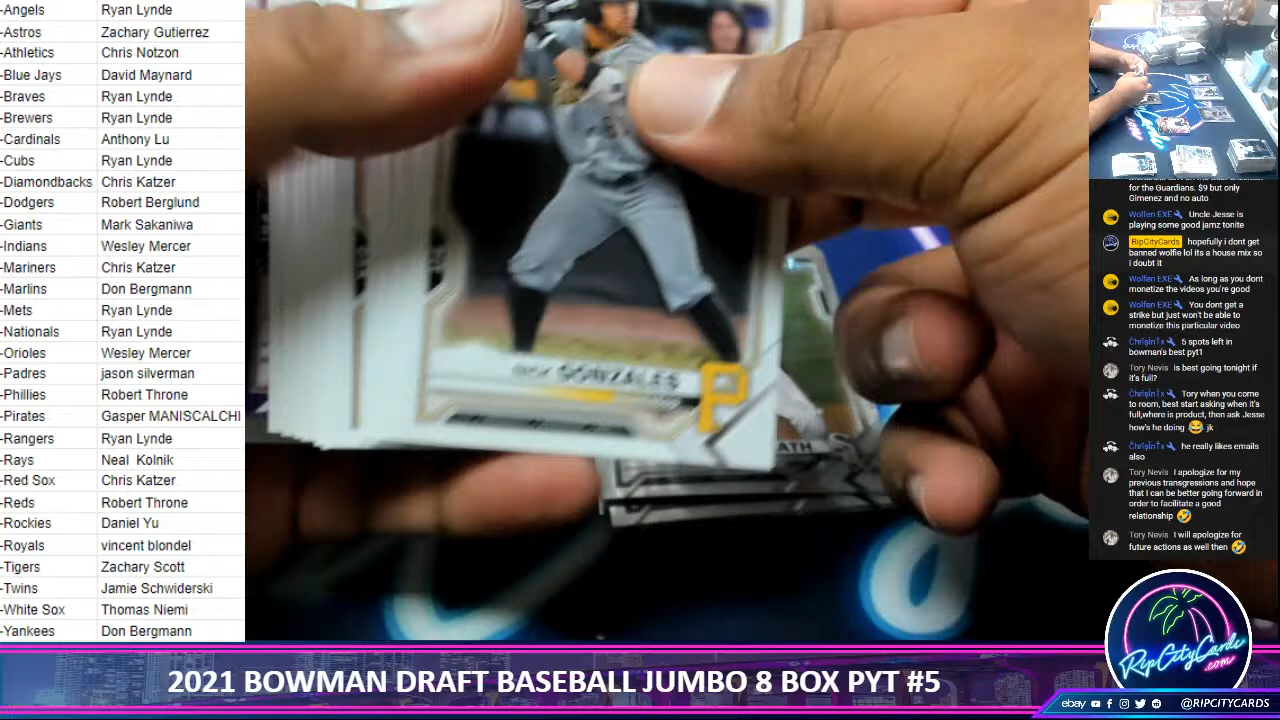 -Angels Ryan Lynde
-Astros Zachary Gutierrez
-Athletics Chris Notzon
-Blue Jays David Maynard
-Braves Ryan Lynde
-Brewers Ryan Lynde
-Cardinals Anthony Lu
-Cubs Ryan Lynde
-Diamondbacks Chris Katzer
-Dodgers Robert Berglund
-Giants Mark Sakaniwa
-Indians Wesley Mercer
-Mariners Chris Katzer
-Marlins Don Bergmann
-Mets Ryan Lynde
-Nationals Ryan Lynde
-Orioles Wesley Mercer
-Padres jason silverman
-Phillies Robert Throne
-Pirates Gasper MANISCALCHI
-Rangers Ryan Lynde
-Rays Neal Kolnik
-Red Sox Chris Katzer
-Reds Robert Throne
-Rockies Daniel Yu
-Royals vincent blondel
-Tigers Zachary Scott
-Twins Jamie Schwiderski
-White Sox Thomas Niemi
-Yankees Don Bergmann
GONZALES
P
ATH
for the Guardians. $9 but only
Gimenez and no auto
Wolfen EXE Uncle Jesse is
playing some good jamz tonite
RipCityCards hopefully i dont get
banned wolfie lol its a house mix so
i doubt it
Wolfen EXE As long as you dont
monetize the videos you're good
Wolfen EXE You dont get a
strike but just won't be able to
monetize this particular video
5 spots left in
bowman's best pyt1
Tory Nevis is best going tonight if
it's full?
Tory when you come
to room, best start asking when it's
full,where is product, then ask Jesse
how's he doing 😂 jk
he really likes emails
also
Tory Nevis I apologize for my
previous transgressions and hope
that I can be better going forward in
order to facilitate a good
relationship 🤣
Tory Nevis I will apologize for
future actions as well then 🤣
RipCityCards
.com
2021 BOWMAN DRAFT BASEBALL JUMBO 8 BOX PYT #5
ebay @RIPCITYCARDS